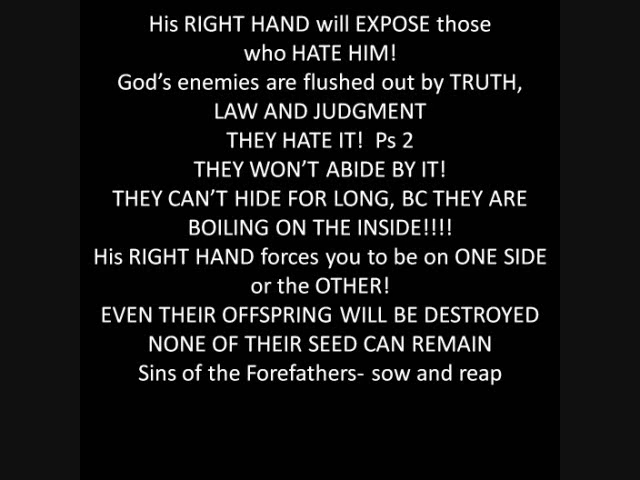 His RIGHT HAND will EXPOSE those
who HATE HIM!
God’s enemies are flushed out by TRUTH,
LAW AND JUDGMENT
THEY HATE IT!  Ps 2
THEY WON’T ABIDE BY IT!
THEY CAN’T HIDE FOR LONG, BC THEY ARE
BOILING ON THE INSIDE!!!!
His RIGHT HAND forces you to be on ONE SIDE
or the OTHER!
EVEN THEIR OFFSPRING WILL BE DESTROYED
NONE OF THEIR SEED CAN REMAIN
Sins of the Forefathers- sow and reap